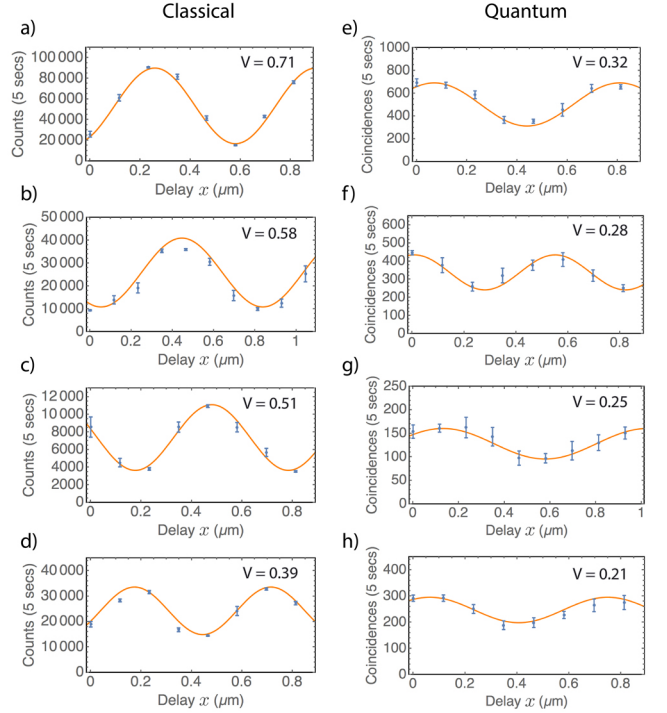 Classical
Quantum
a)
V = 0.71
100 000
80 000
60 000
40 000
20 000
0
Counts (5 secs)
0 0.2 0.4 0.6 0.8
Delay x (μm)
e)
V = 0.32
1000
800
600
400
200
0
Coincidences (5 secs)
0 0.2 0.4 0.6 0.8
Delay x (μm)
b)
V = 0.58
50 000
40 000
30 000
20 000
10 000
0
Counts (5 secs)
0 0.2 0.4 0.6 0.8 1
Delay x (μm)
f)
V = 0.28
600
500
400
300
200
100
0
Coincidences (5 secs)
0 0.2 0.4 0.6 0.8
Delay x (μm)
c)
V = 0.51
12 000
10 000
8000
6000
4000
2000
0
Counts (5 secs)
0 0.2 0.4 0.6 0.8
Delay x (μm)
g)
V = 0.25
250
200
150
100
50
0
Coincidences (5 secs)
0 0.2 0.4 0.6 0.8 1
Delay x (μm)
d)
V = 0.39
40 000
30 000
20 000
10 000
0
Counts (5 secs)
0 0.2 0.4 0.6 0.8
Delay x (μm)
h)
V = 0.21
400
300
200
100
0
Coincidences (5 secs)
0 0.2 0.4 0.6 0.8
Delay x (μm)